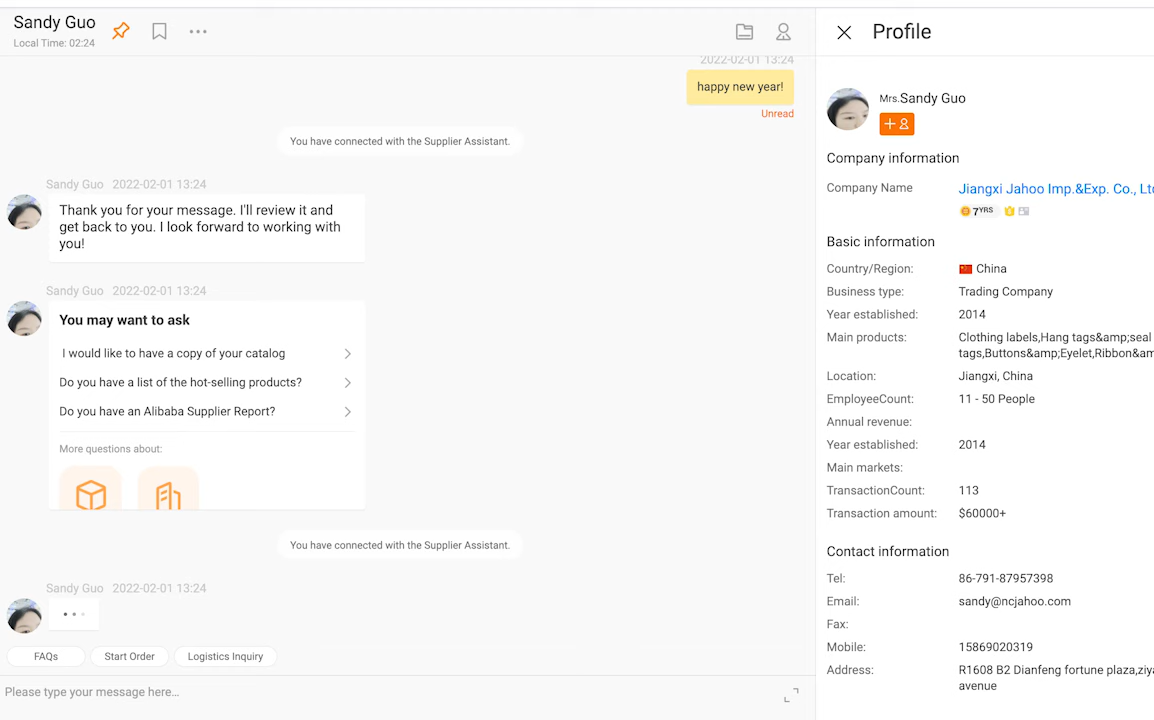 Sandy Guo
Local Time: 02:24
2022-02-01 13:24
happy new year!
Unread
You have connected with the Supplier Assistant.
Sandy Guo 2022-02-01 13:24
Thank you for your message. I'll review it and
get back to you. I look forward to working with
you!
Sandy Guo 2022-02-01 13:24
You may want to ask
I would like to have a copy of your catalog
Do you have a list of the hot-selling products?
Do you have an Alibaba Supplier Report?
More questions about:
You have connected with the Supplier Assistant.
Sandy Guo 2022-02-01 13:24
FAQs
Start Order
Logistics Inquiry
Please type your message here...
Profile
Mrs.Sandy Guo
Company information
Company Name
Jiangxi Jahoo Imp.&Exp. Co., Ltd
7YRS
Basic information
Country/Region: China
Business type: Trading Company
Year established: 2014
Main products: Clothing labels,Hang tags&amp;seal
tags,Buttons&amp;Eyelet,Ribbon&am
Location: Jiangxi, China
EmployeeCount: 11 - 50 People
Annual revenue:
Year established: 2014
Main markets:
TransactionCount: 113
Transaction amount: $60000+
Contact information
Tel: 86-791-87957398
Email: sandy@ncjahoo.com
Fax:
Mobile: 15869020319
Address: R1608 B2 Dianfeng fortune plaza,ziya
avenue